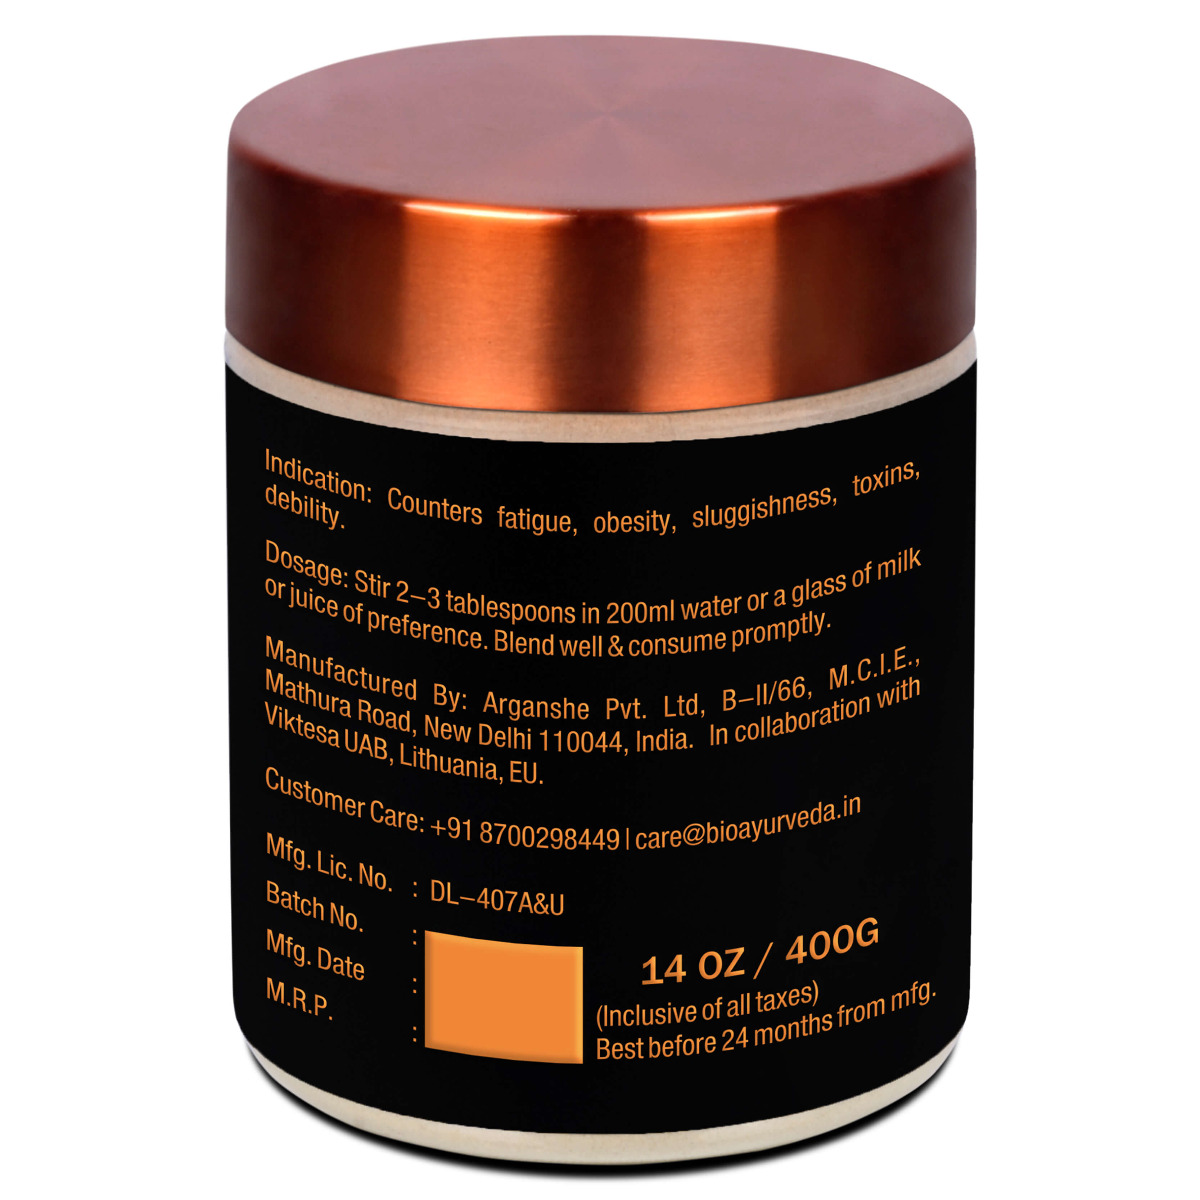 Indication: Counters fatigue, obesity, sluggishness, toxins,
debility.
Dosage: Stir 2–3 tablespoons in 200ml water or a glass of milk
or juice of preference. Blend well & consume promptly.
Manufactured By: Arganshe Pvt. Ltd, B–II/66, M.C.I.E.,
Mathura Road, New Delhi 110044, India. In collaboration with
Viktesa UAB, Lithuania, EU.
Customer Care: +91 8700298449 | care@bioayurveda.in
Mfg. Lic. No. : DL–407A&U
Batch No. :
Mfg. Date :
M.R.P. :
14 OZ / 400G
(Inclusive of all taxes)
Best before 24 months from mfg.